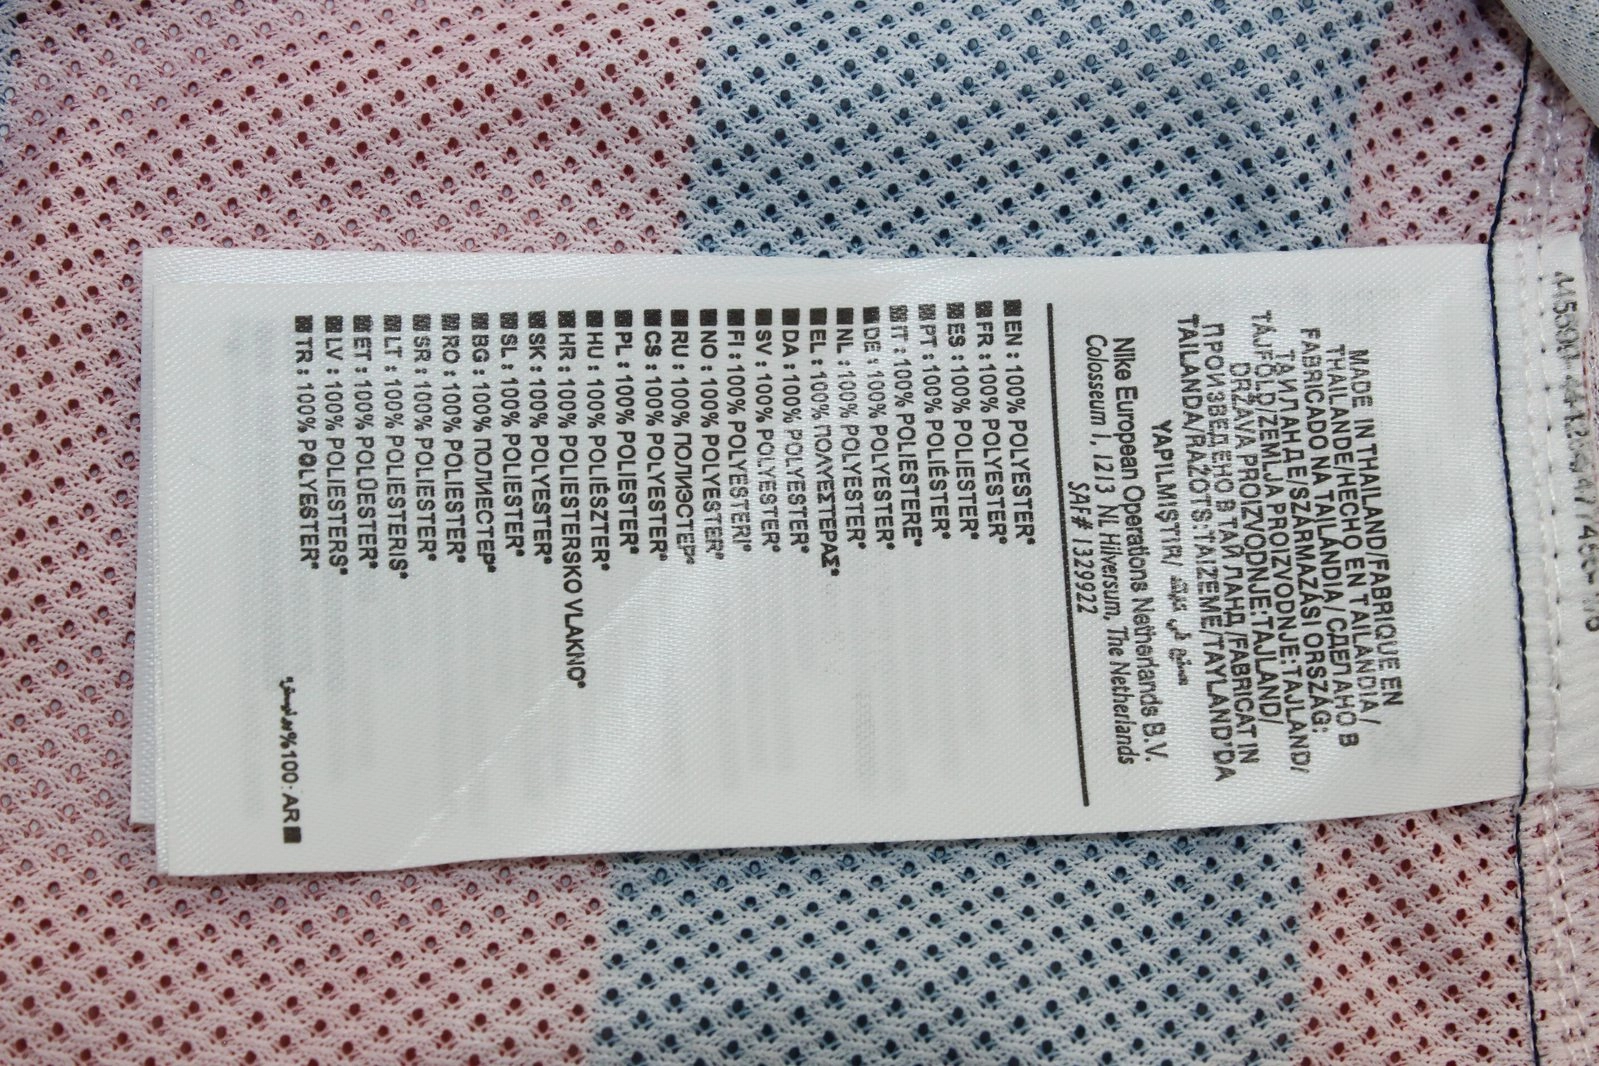 MADE IN THAILAND/FABRIQUE EN
THAILANDE/HECHO EN TAILANDIA/
FABRICADO NA TAILÂNDIA/ СДЕЛАНО В
ТАИЛАНДЕ/SZÁRMAZÁSI ORSZÁG:
TÁJFÖLD/ZEMLJA PROIZVODNJE:TAJLAND/
DRŽAVA PROIZVODNJE:TAJLAND/
ПРОИЗВЕДЕНО В ТАЙЛАНД/FABRICAT IN
TAILANDA/RAŽOTS:TAIZEME/TAYLAND'DA
YAPILMIŞTIR/ صنع في
Nike European Operations Netherlands B.V.
Colosseum 1, 1213 NL Hilversum, The Netherlands
SAF# 1329922
EN : 100% POLYESTER*
FR : 100% POLYESTER*
ES : 100% POLIESTER*
PT : 100% POLIÉSTER*
IT : 100% POLIESTERE*
DE : 100% POLYESTER*
NL : 100% POLYESTER*
EL : 100% ΠΟΛΥΕΣΤΕΡΑΣ*
DA : 100% POLYESTER*
SV : 100% POLYESTER*
FI : 100% POLYESTERI*
NO : 100% POLYESTER*
RU : 100% ПОЛИЭСТЕР*
CS : 100% POLYESTER*
PL : 100% POLIESTER*
HU : 100% POLIÉSZTER*
HR : 100% POLIESTERSKO VLAKNO*
SK : 100% POLYESTER*
SL : 100% POLIESTER*
BG : 100% ПОЛИЕСТЕР*
RO : 100% POLIESTER*
SR : 100% POLIESTER*
LT : 100% POLIESTERIS*
ET : 100% POLÜESTER*
LV : 100% POLIESTERS*
TR : 100% POLYESTER*
AR : 100% بوليستر*